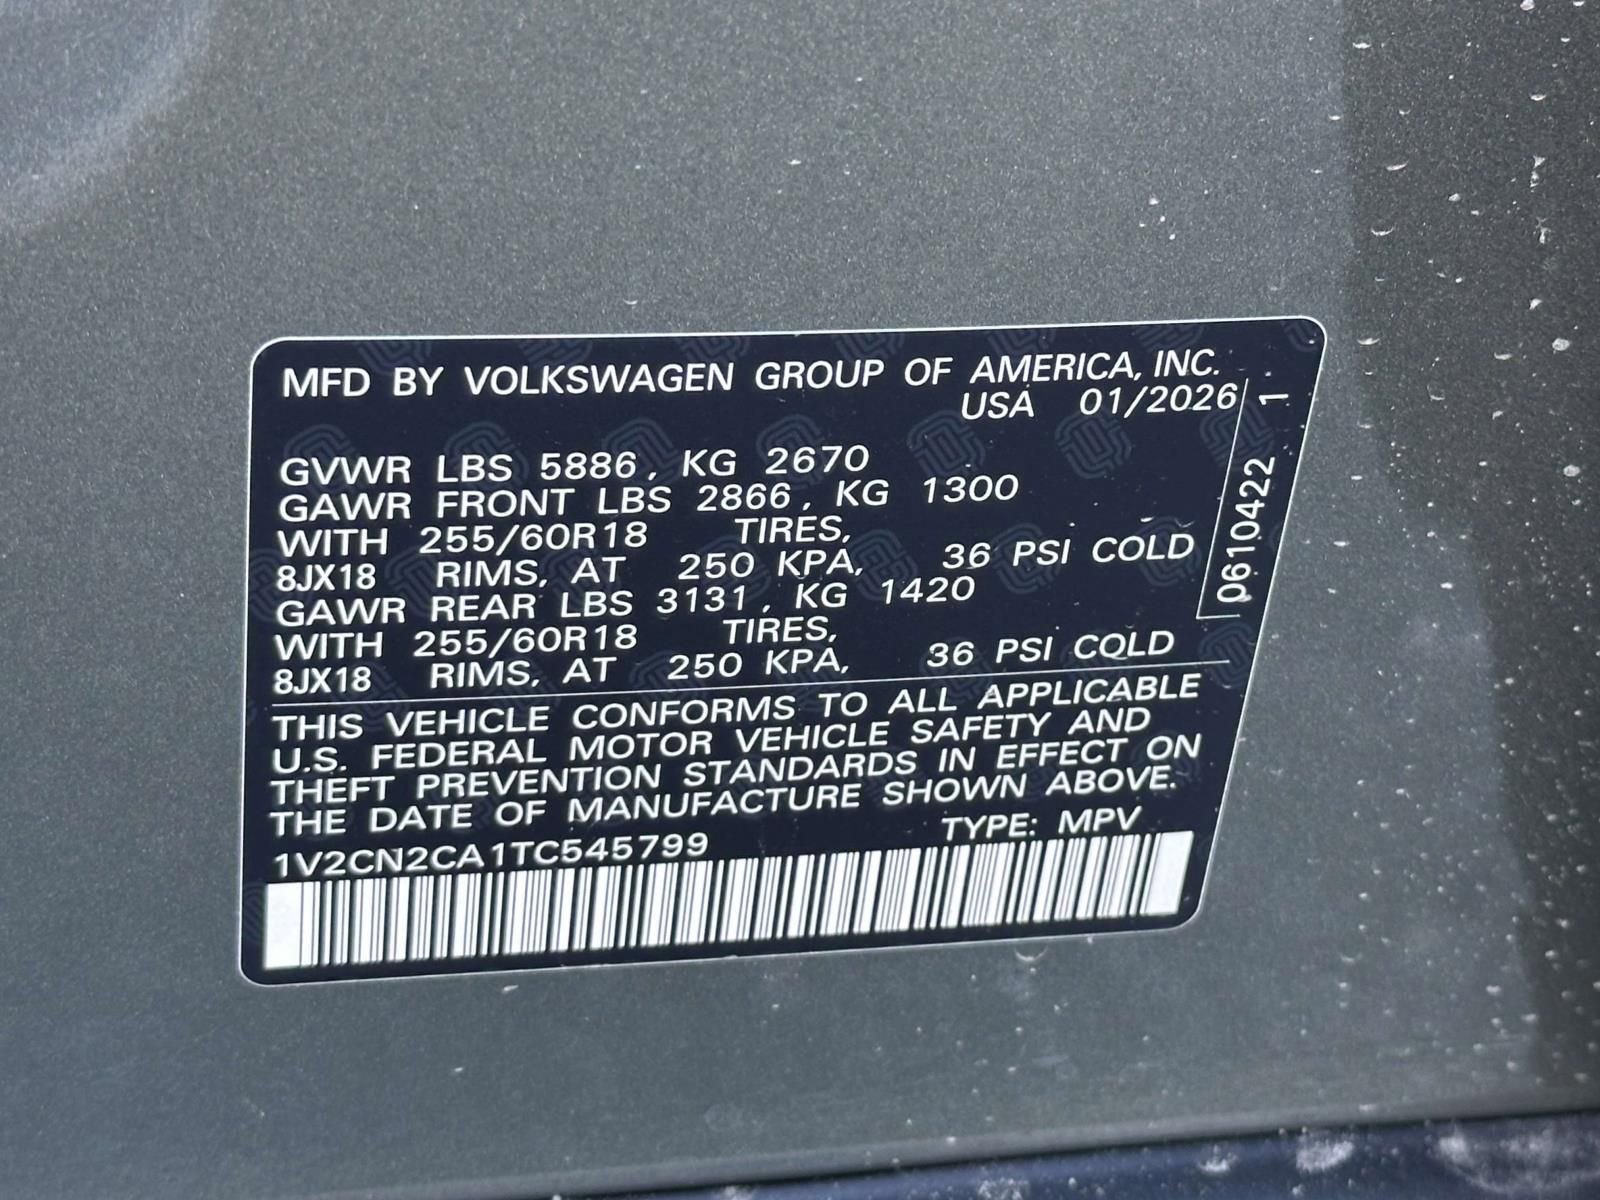 MFD BY VOLKSWAGEN GROUP OF AMERICA, INC.
USA 01/2026
GVWR LBS 5886, KG 2670
GAWR FRONT LBS 2866, KG 1300
WITH 255/60R18 TIRES,
8JX18 RIMS, AT 250 KPA, 36 PSI COLD
GAWR REAR LBS 3131, KG 1420
WITH 255/60R18 TIRES,
8JX18 RIMS, AT 250 KPA, 36 PSI COLD
THIS VEHICLE CONFORMS TO ALL APPLICABLE
U.S. FEDERAL MOTOR VEHICLE SAFETY AND
THEFT PREVENTION STANDARDS IN EFFECT ON
THE DATE OF MANUFACTURE SHOWN ABOVE.
1V2CN2CA1TC545799 TYPE: MPV
06104422 1